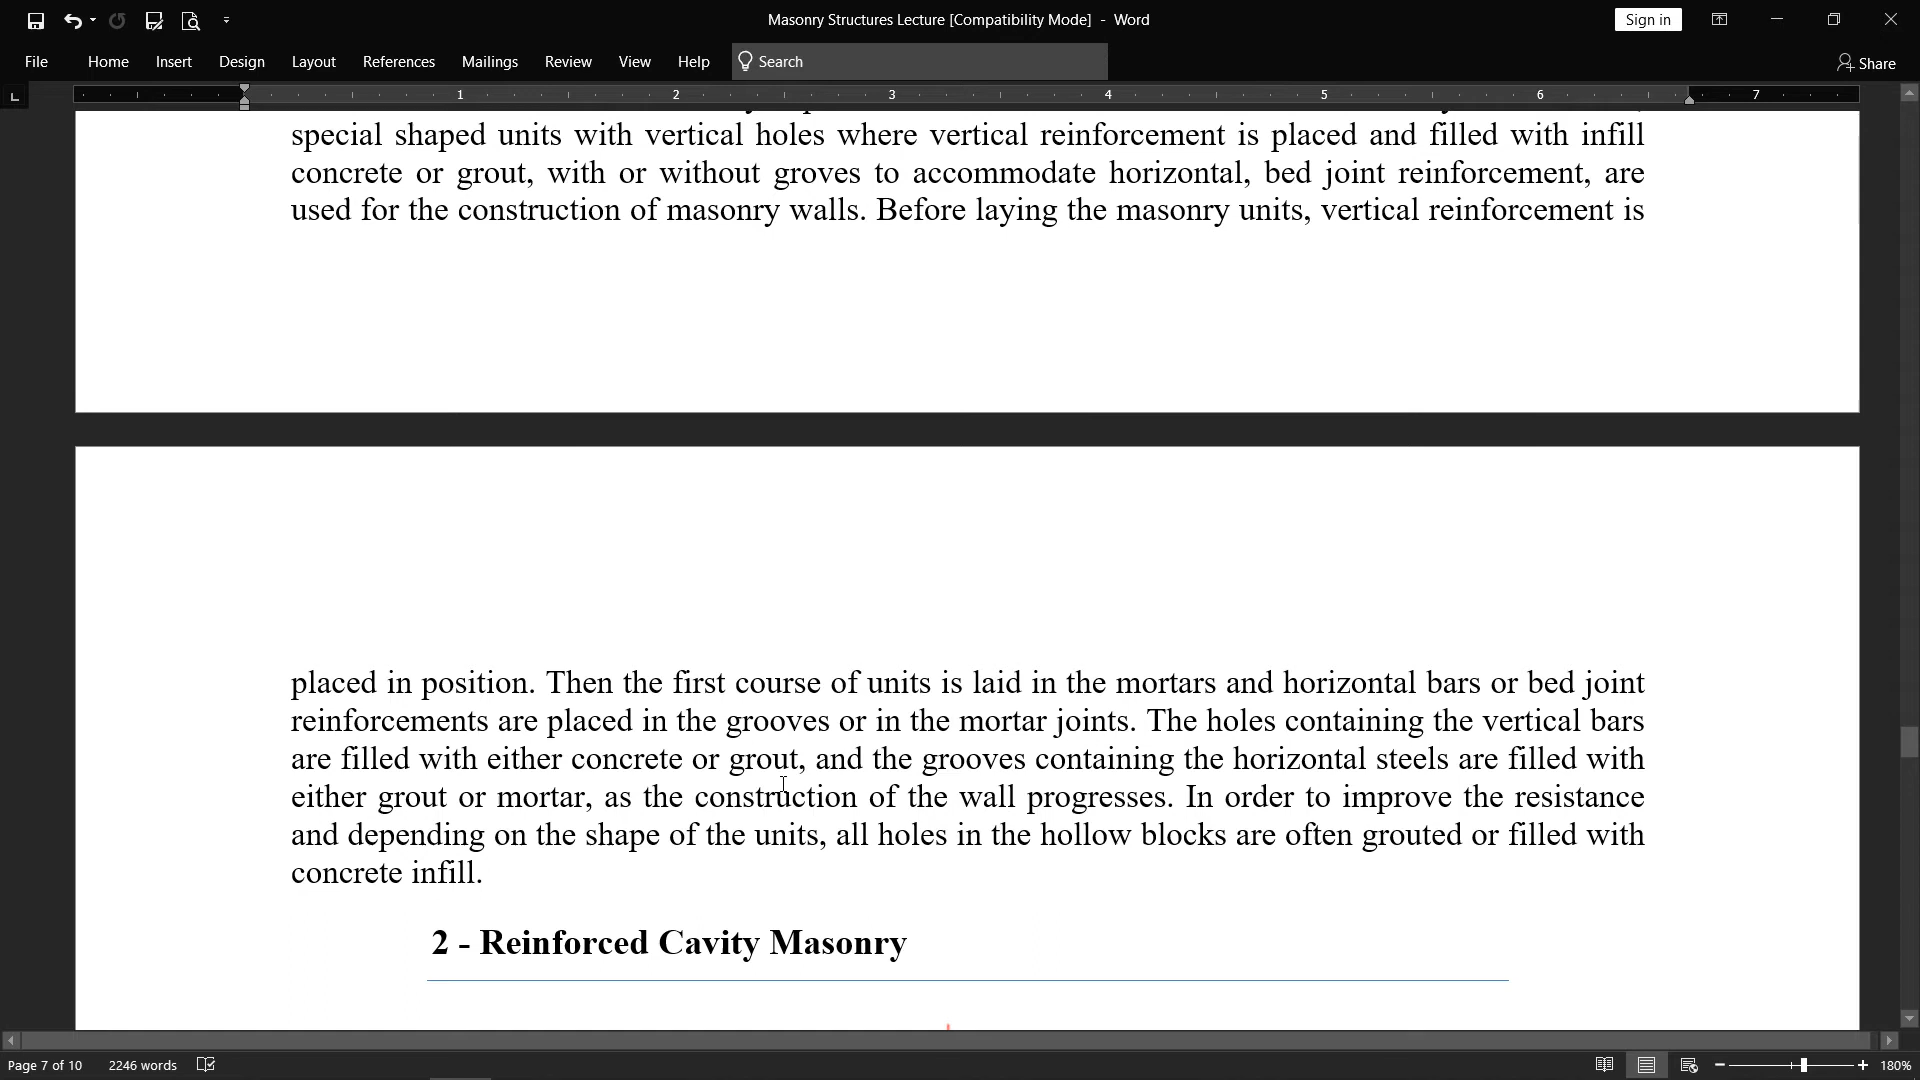 Masonry Structures Lecture [Compatibility Mode] - Word
Sign in
File Home Insert Design Layout References Mailings Review View Help Search Share
1 2 3 4 5 6 7
special shaped units with vertical holes where vertical reinforcement is placed and filled with infill
concrete or grout, with or without groves to accommodate horizontal, bed joint reinforcement, are
used for the construction of masonry walls. Before laying the masonry units, vertical reinforcement is
placed in position. Then the first course of units is laid in the mortars and horizontal bars or bed joint
reinforcements are placed in the grooves or in the mortar joints. The holes containing the vertical bars
are filled with either concrete or grout, and the grooves containing the horizontal steels are filled with
either grout or mortar, as the construction of the wall progresses. In order to improve the resistance
and depending on the shape of the units, all holes in the hollow blocks are often grouted or filled with
concrete infill.
2 - Reinforced Cavity Masonry
Page 7 of 10 2246 words 180%